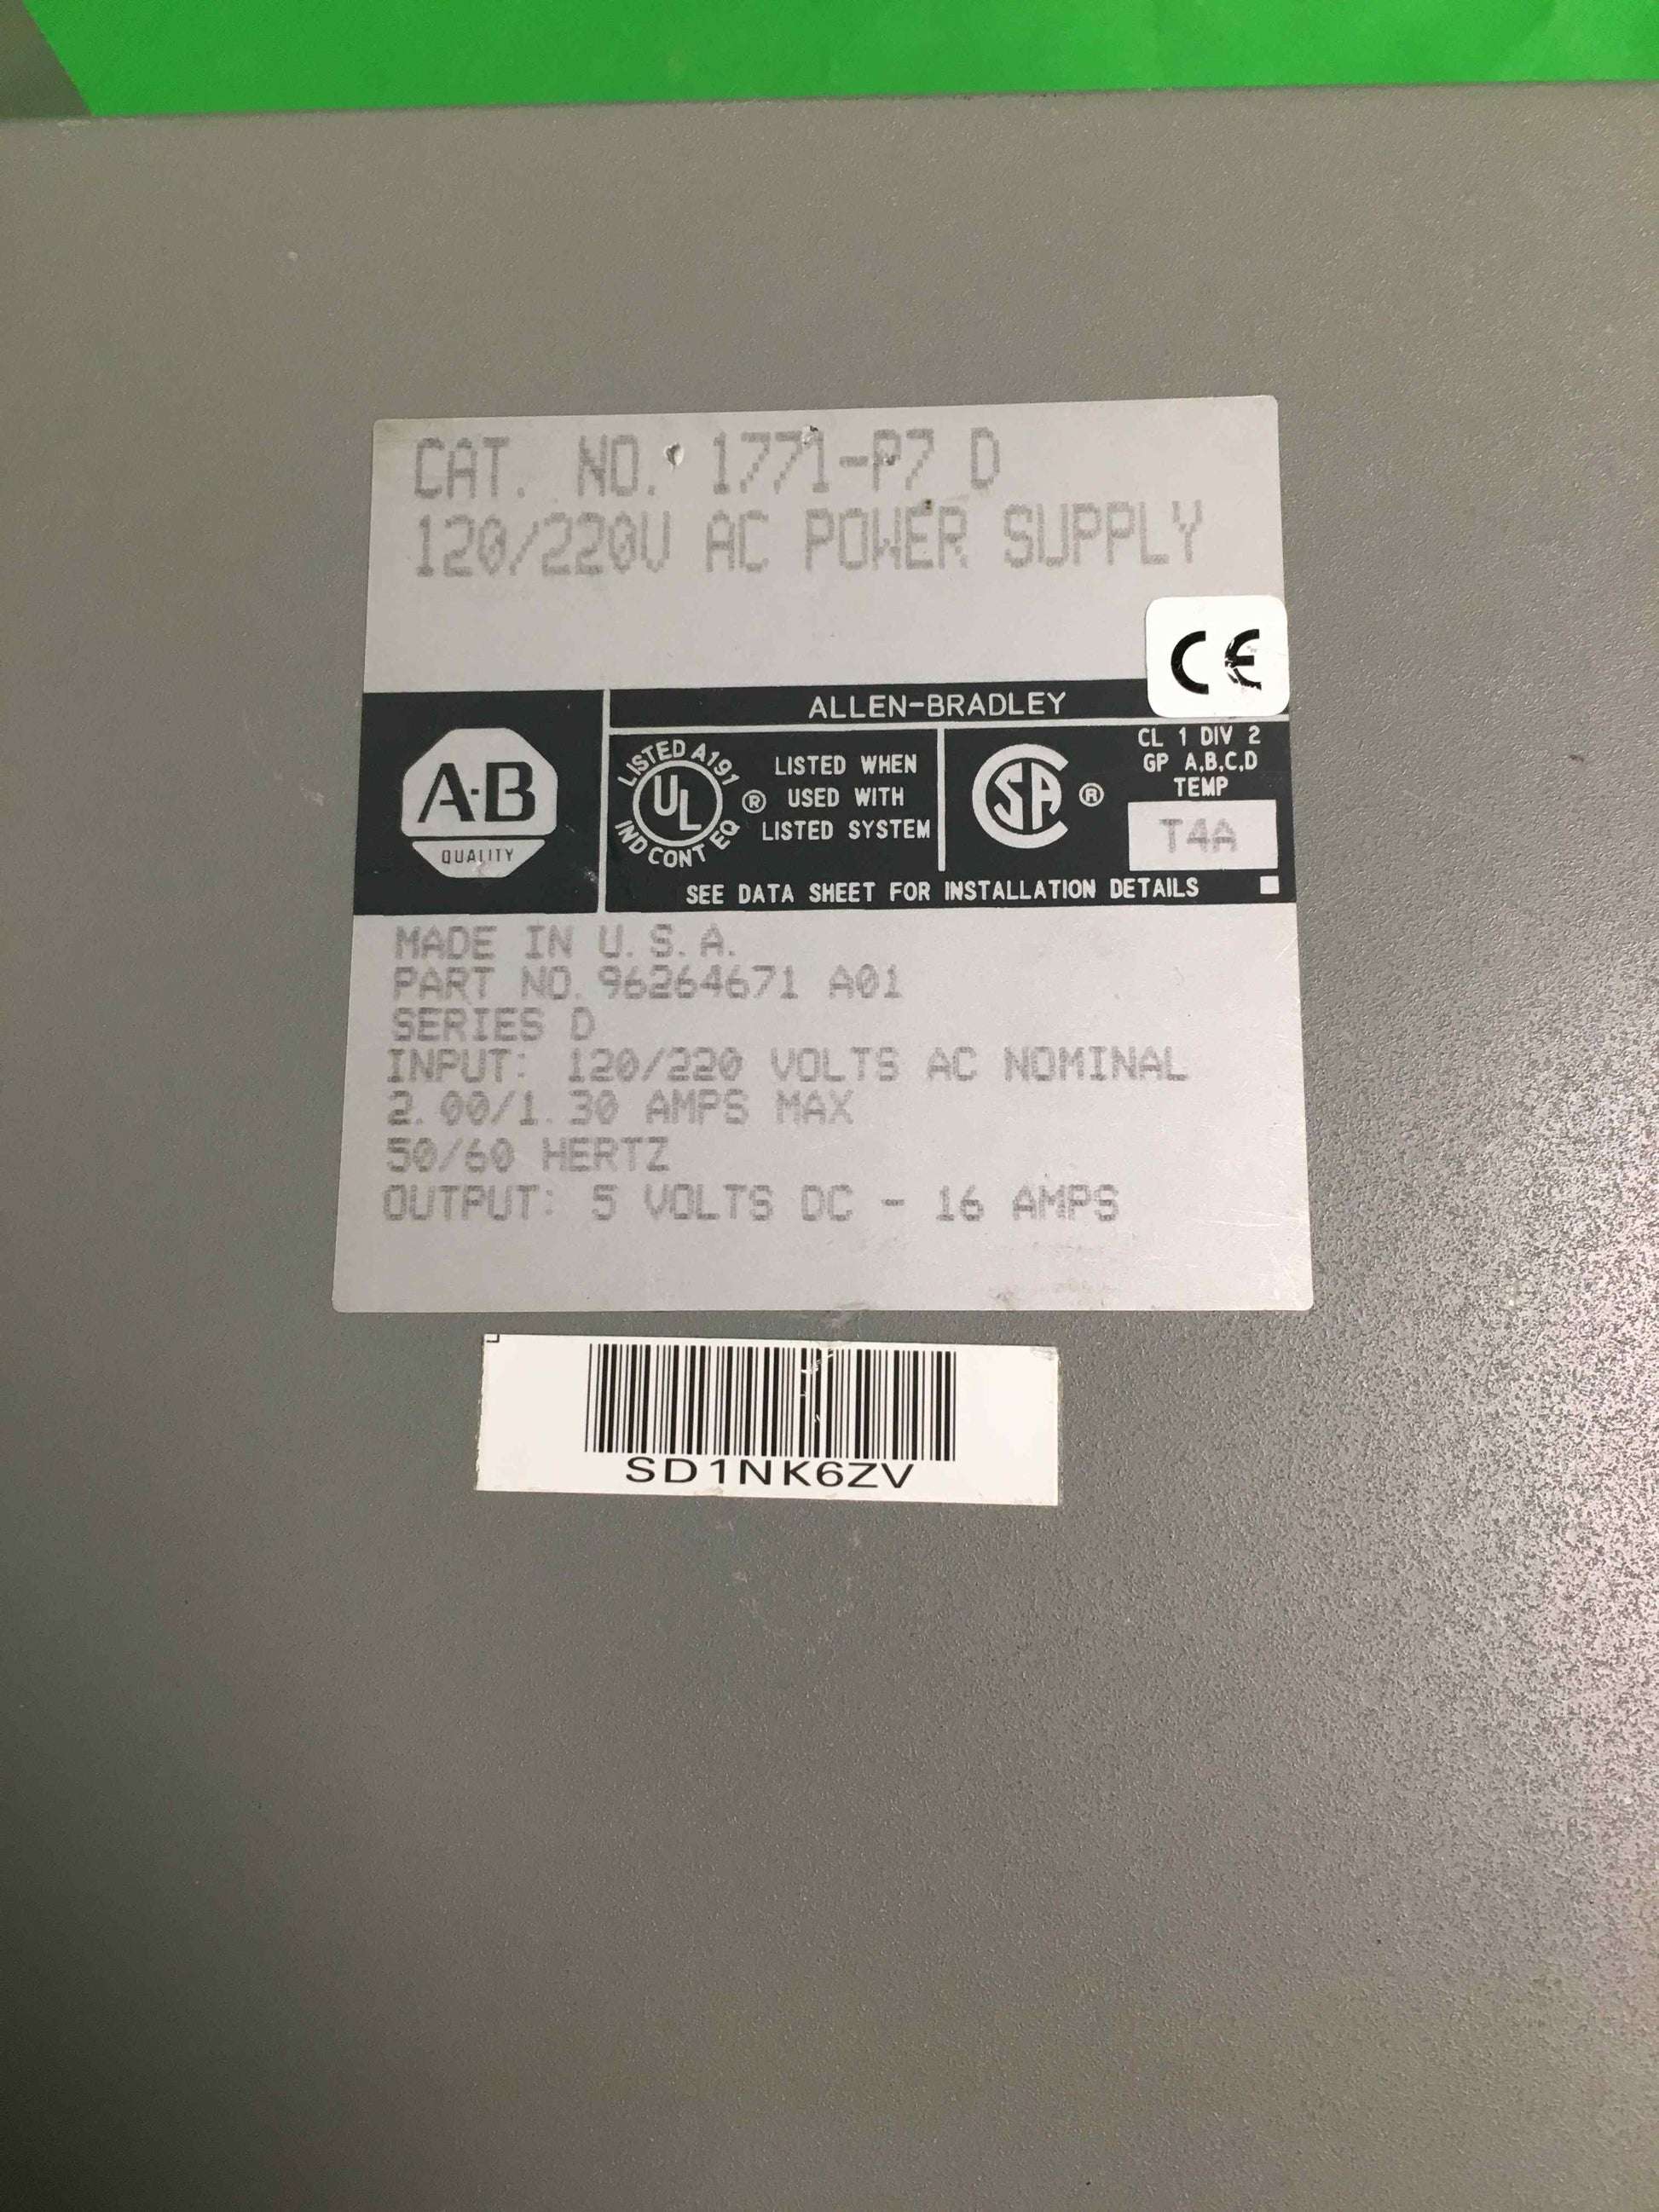 CAT. NO. 1771-P7 D
120/220V AC POWER SUPPLY
CE
ALLEN-BRADLEY
A·B
QUALITY
LISTED A191
UL
IND CONT EQ
®
LISTED WHEN
USED WITH
LISTED SYSTEM
SA ®
CL 1 DIV 2
GP A,B,C,D
TEMP
T4A
SEE DATA SHEET FOR INSTALLATION DETAILS
MADE IN U.S.A.
PART NO. 96264671 A01
SERIES D
INPUT: 120/220 VOLTS AC NOMINAL
2.00/1.30 AMPS MAX
50/60 HERTZ
OUTPUT: 5 VOLTS DC - 16 AMPS
SD1NK6ZV